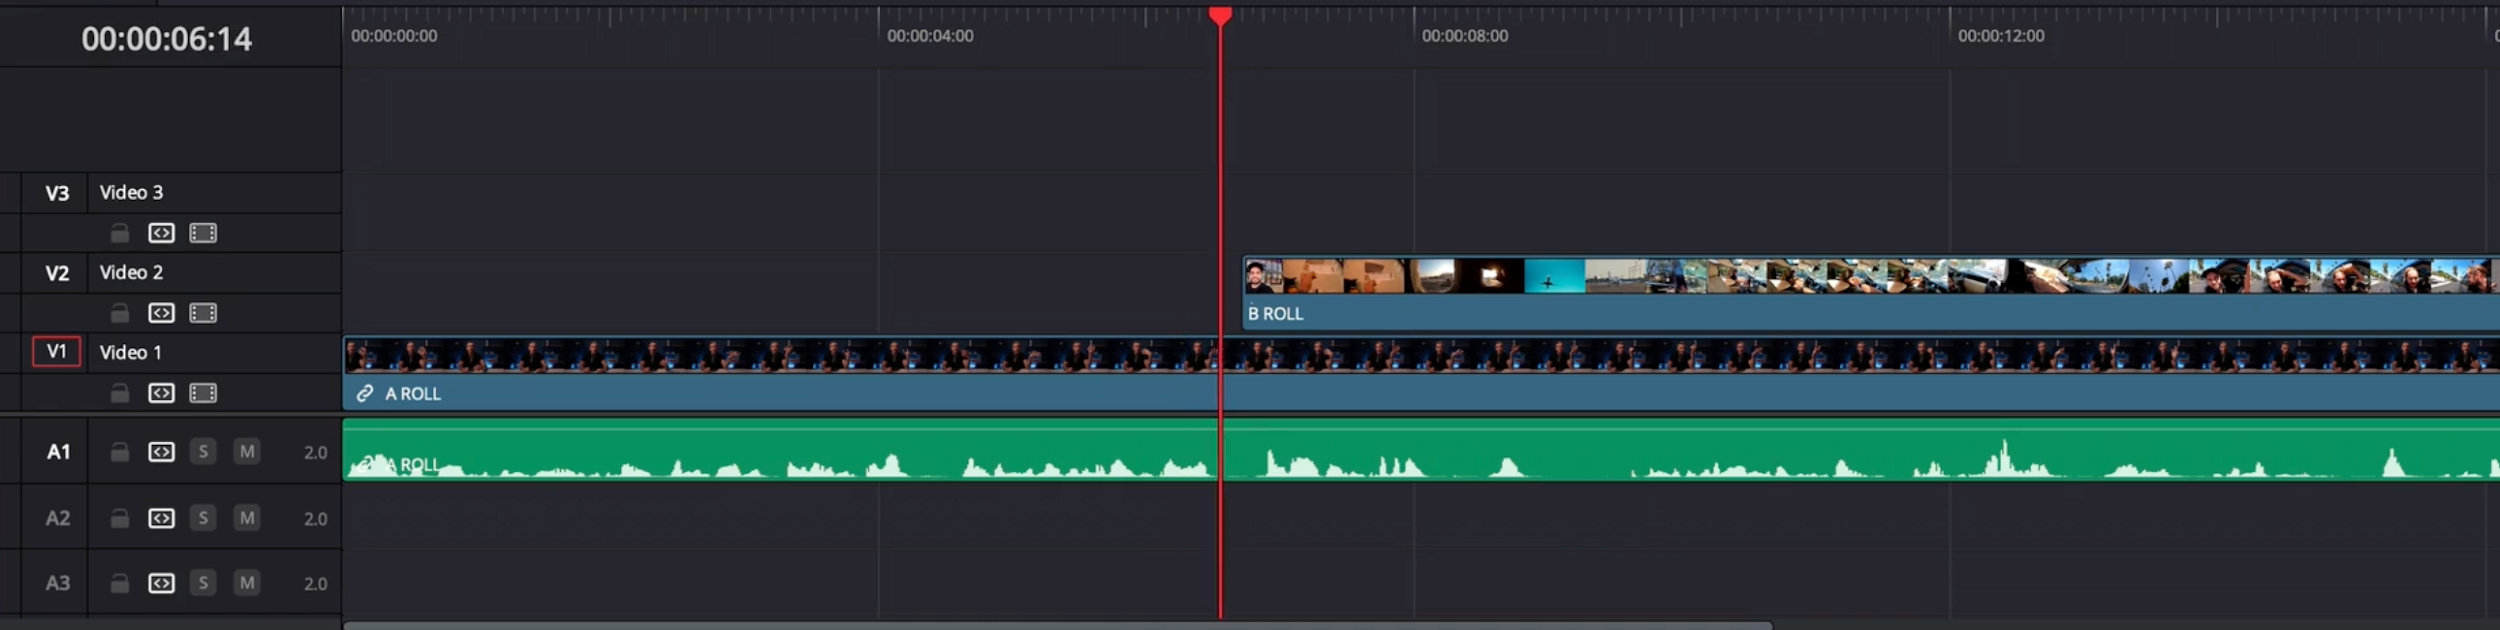 00:00:06:14
00:00:00:00 00:00:04:00 00:00:08:00 00:00:12:00
V3 Video 3
V2 Video 2
B ROLL
V1 Video 1
A ROLL
A1 S M 2.0
A ROLL
A2 S M 2.0
A3 S M 2.0